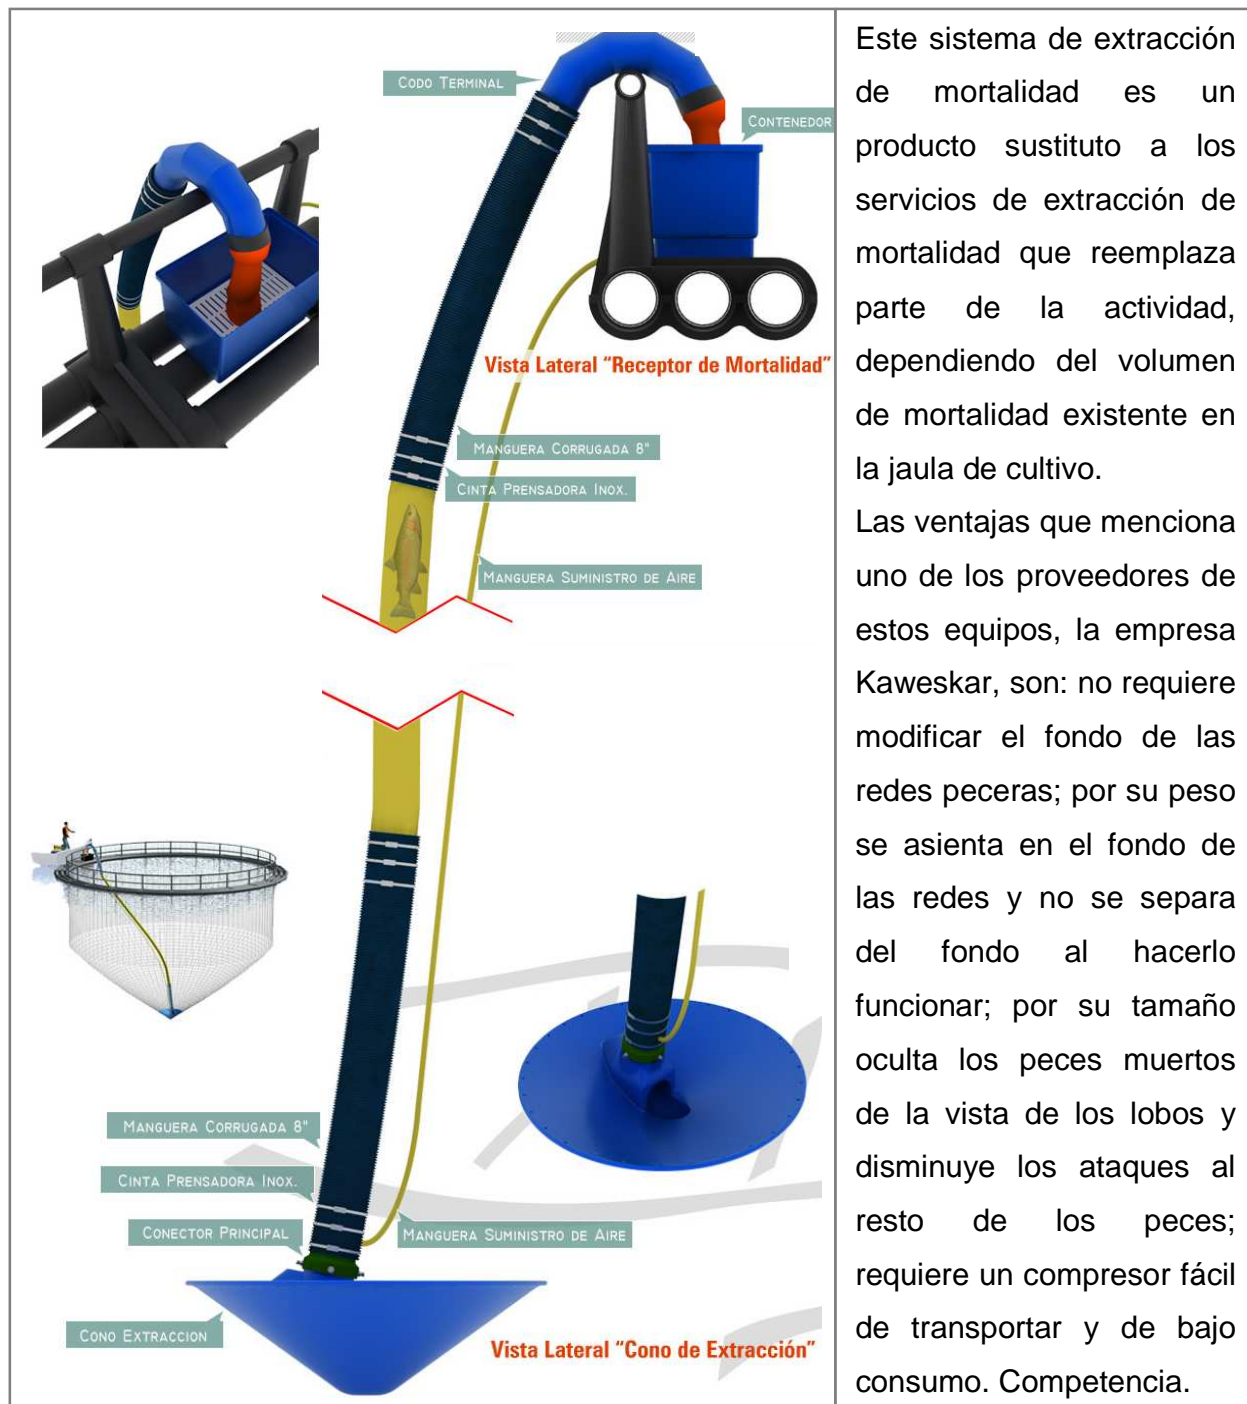 CODO TERMINAL
CONTENEDOR
Vista Lateral “Receptor de Mortalidad”
MANGUERA CORRUGADA 8"
CINTA PRENSADORA INOX.
MANGUERA SUMINISTRO DE AIRE
MANGUERA CORRUGADA 8"
CINTA PRENSADORA INOX.
CONECTOR PRINCIPAL
MANGUERA SUMINISTRO DE AIRE
CONO EXTRACCION
Vista Lateral “Cono de Extracción”
Este sistema de extracción
de mortalidad es un
producto sustituto a los
servicios de extracción de
mortalidad que reemplaza
parte de la actividad,
dependiendo del volumen
de mortalidad existente en
la jaula de cultivo.
Las ventajas que menciona
uno de los proveedores de
estos equipos, la empresa
Kaweskar, son: no requiere
modificar el fondo de las
redes peceras; por su peso
se asienta en el fondo de
las redes y no se separa
del fondo al hacerlo
funcionar; por su tamaño
oculta los peces muertos
de la vista de los lobos y
disminuye los ataques al
resto de los peces;
requiere un compresor fácil
de transportar y de bajo
consumo. Competencia.